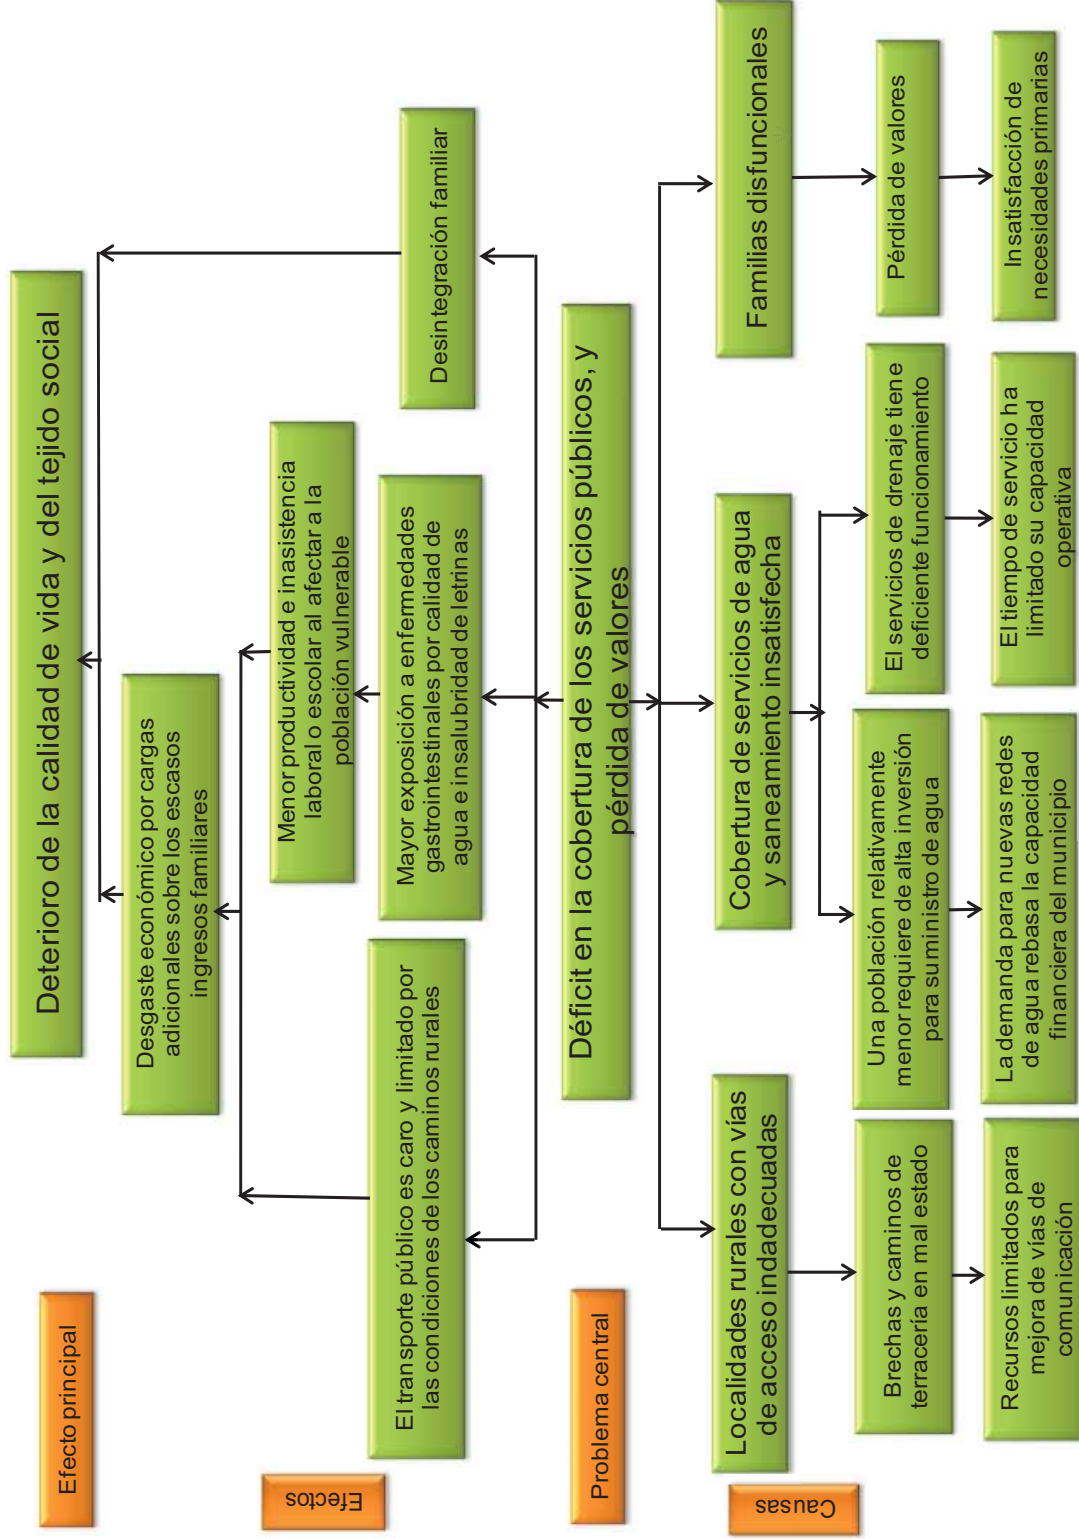 Efecto principal
Deterioro de la calidad de vida y del tejido social
Desgaste económico por cargas
adicionales sobre los escasos
ingresos familiares
Efectos
El transporte público es caro y limitado por
las condiciones de los caminos rurales
Menor productividad e inasistencia
laboral o escolar al afectar a la
población vulnerable
Mayor exposición a enfermedades
gastrointestinales por calidad de
agua e insalubridad de letrinas
Desintegración familiar
Problema central
Déficit en la cobertura de los servicios públicos, y
pérdida de valores
Causas
Localidades rurales con vías
de acceso indadecuadas
Brechas y caminos de
terracería en mal estado
Recursos limitados para
mejora de vías de
comunicación
Cobertura de servicios de agua
y saneamiento insatisfecha
Una población relativamente
menor requiere de alta inversión
para suministro de agua
La demanda para nuevas redes
de agua rebasa la capacidad
financiera del municipio
El servicios de drenaje tiene
deficiente funcionamiento
El tiempo de servicio ha
limitado su capacidad
operativa
Familias disfuncionales
Pérdida de valores
Insatisfacción de
necesidades primarias